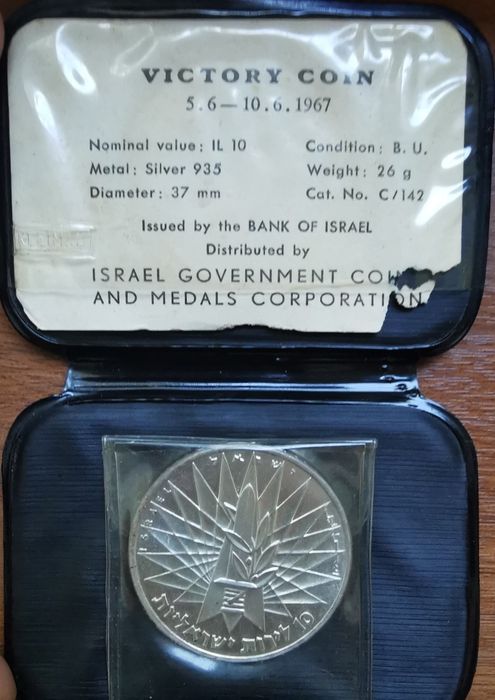 VICTORY COIN
5.6 — 10.6.1967
Nominal value: IL 10 Condition: B. U.
Metal: Silver 935 Weight: 26 g
Diameter: 37 mm Cat. No. C/142
Issued by the BANK OF ISRAEL
Distributed by
ISRAEL GOVERNMENT CO
AND MEDALS CORPORATION
ישראל
ISRAEL
10 לירות ישראליות